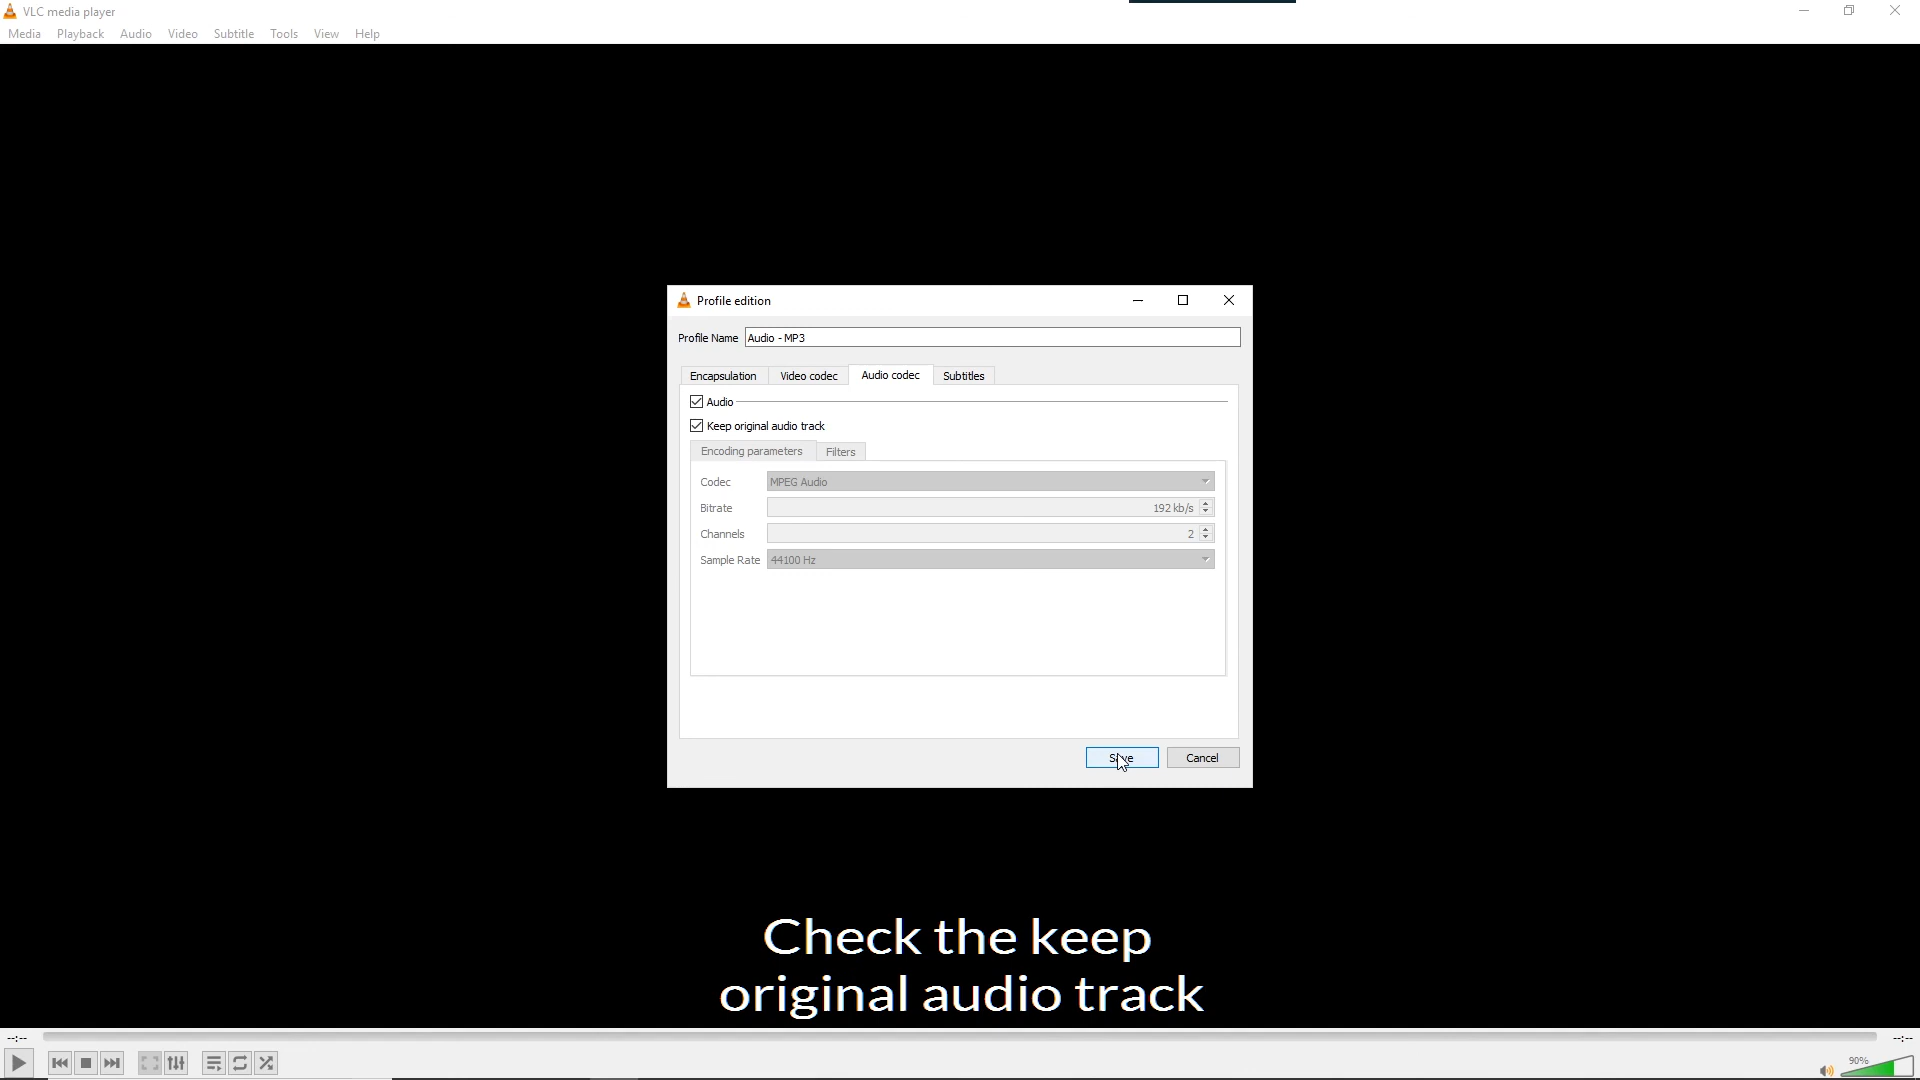 VLC media player
Media Playback Audio Video Subtitle Tools View Help
Profile edition
Profile Name Audio - MP3
Encapsulation Video codec Audio codec Subtitles
Audio
Keep original audio track
Encoding parameters Filters
Codec MPEG Audio
Bitrate 192 kb/s
Channels 2
Sample Rate 44100 Hz
Save Cancel
Check the keep
original audio track
--:-- --:--
90%